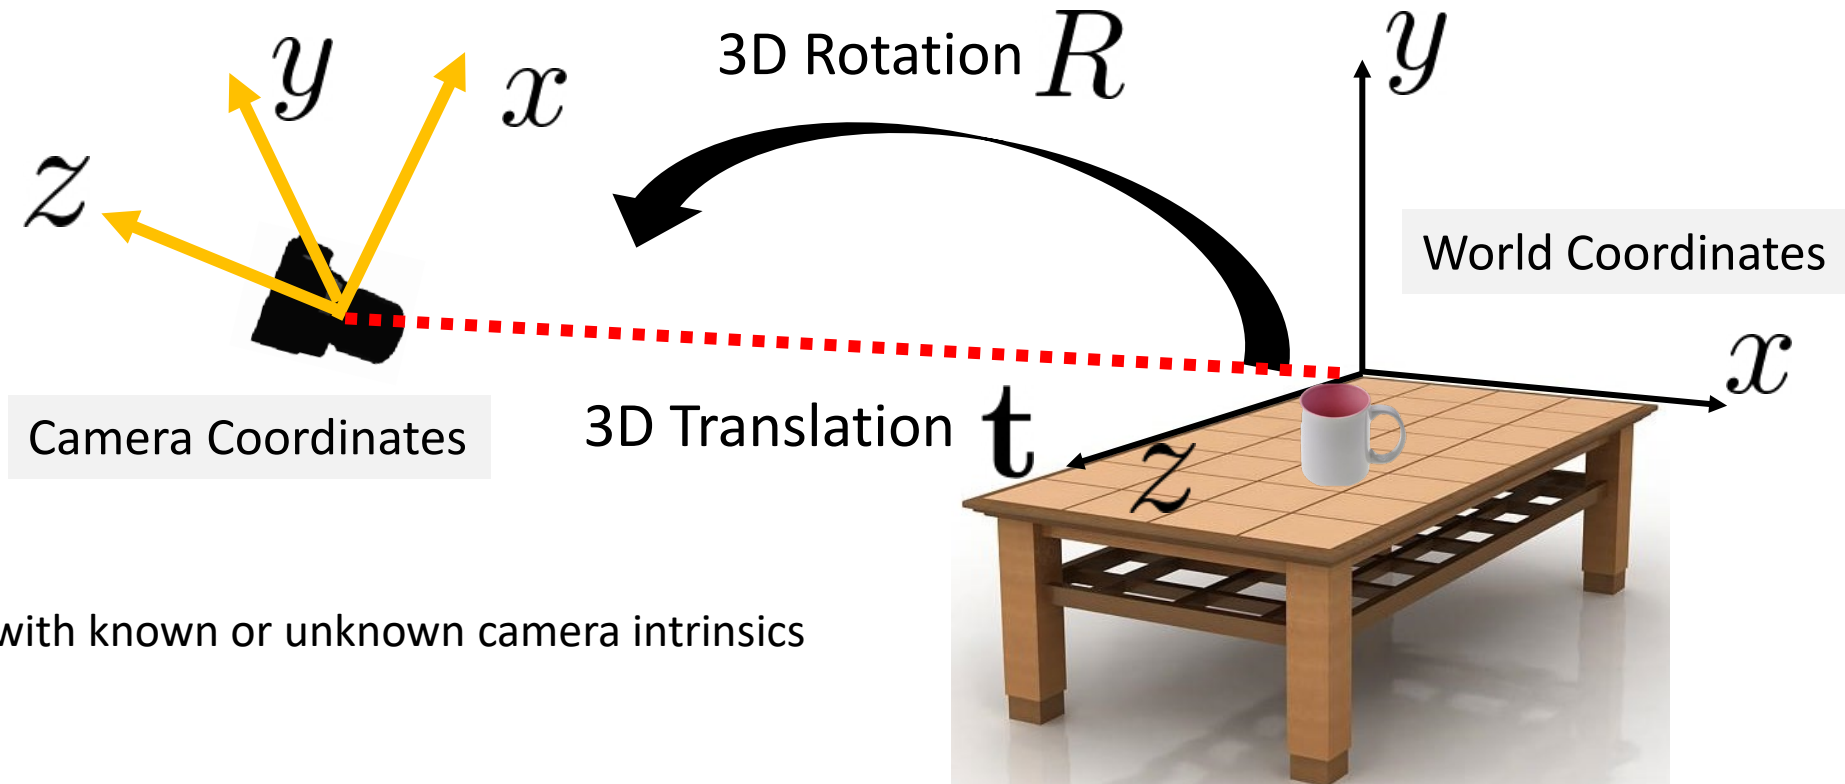 3D Rotation R
y
x
z
y
World Coordinates
x
Camera Coordinates
3D Translation t
z
with known or unknown camera intrinsics